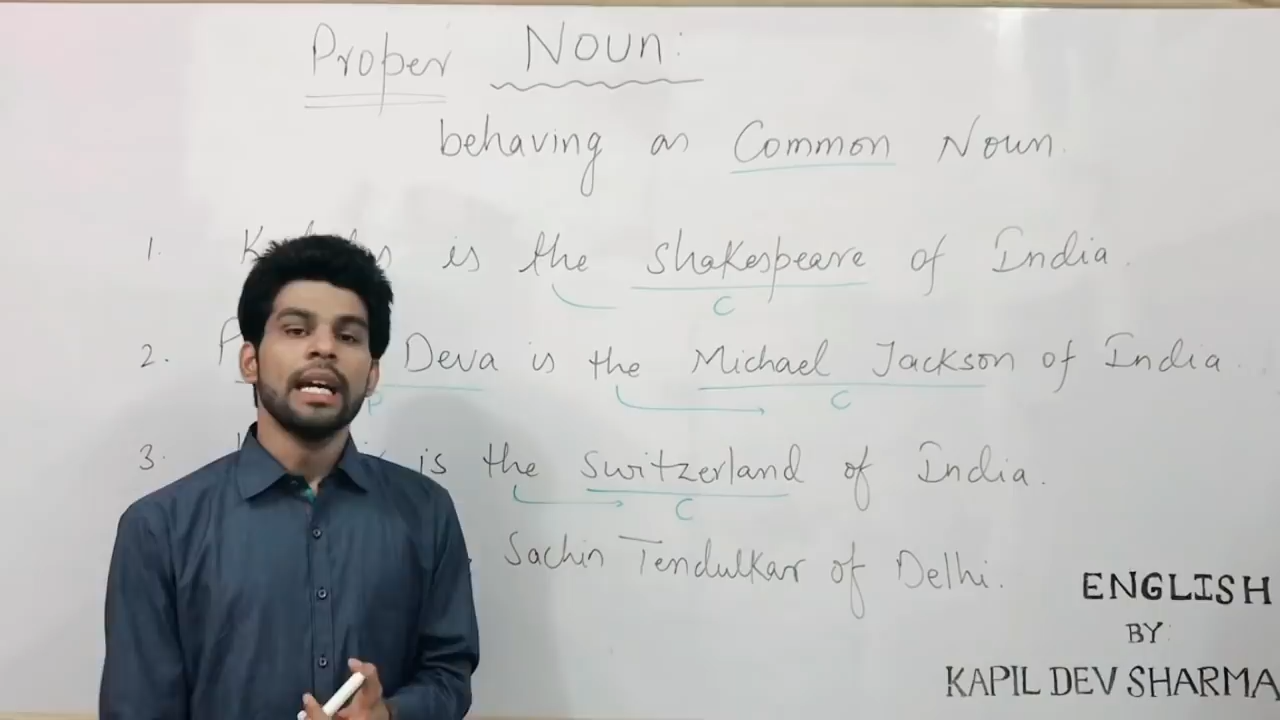 Proper Noun:
behaving as Common Noun.
1. is the Shakespeare of India.
C
2. Deva is the Michael Jackson of India.
P C
3. is the Switzerland of India.
C
Sachin Tendulkar of Delhi.
ENGLISH
BY
KAPIL DEV SHARMA